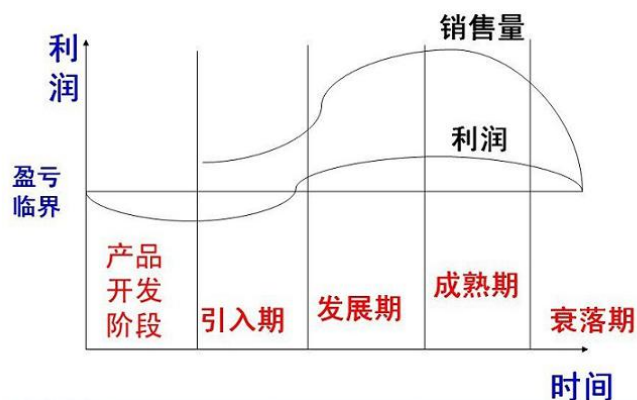 销售量
利
润
利润
盈亏
临界
产品
开发
阶段
引入期
发展期
成熟期
衰落期
时间